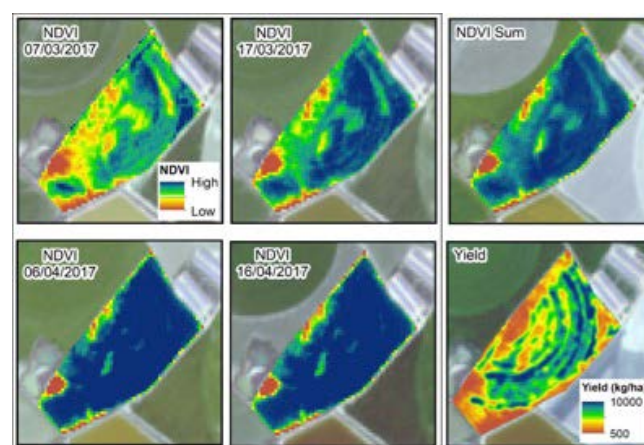 NDVI
07/03/2017
NDVI
High
Low
NDVI
17/03/2017
NDVI Sum
NDVI
06/04/2017
NDVI
16/04/2017
Yield
Yield (kg/ha)
10000
500